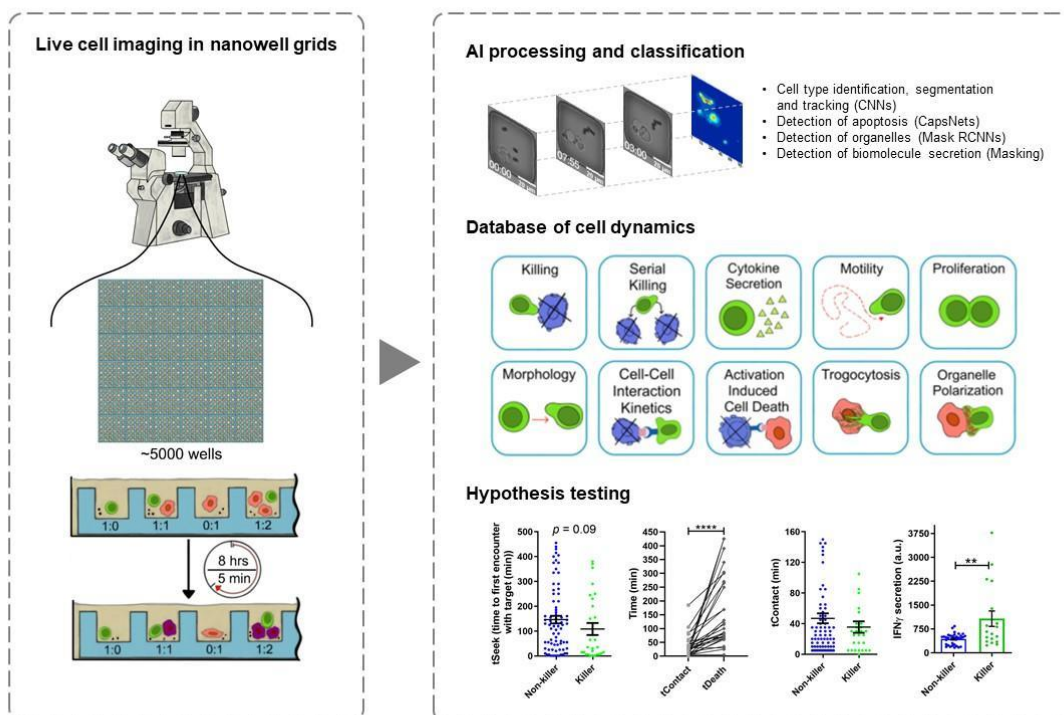 Live cell imaging in nanowell grids
~5000 wells
1:0 1:1 0:1 1:2
8 hrs
5 min
1:0 1:1 0:1 1:2
AI processing and classification
00:00
07:55
03:00
• Cell type identification, segmentation
and tracking (CNNs)
• Detection of apoptosis (CapsNets)
• Detection of organelles (Mask RCNNs)
• Detection of biomolecule secretion (Masking)
Database of cell dynamics
Killing
Serial
Killing
Cytokine
Secretion
Motility
Proliferation
Morphology
Cell-Cell
Interaction
Kinetics
Activation
Induced
Cell Death
Trogocytosis
Organelle
Polarization
Hypothesis testing
tSeek (time to first encounter
with target (min))
500
400
300
200
100
0
p = 0.09
Non-killer
Killer
Time (min)
450
400
350
300
250
200
150
100
50
0
****
tContact
tDeath
tContact (min)
160
120
80
40
0
Non-killer
Killer
IFNγ secretion (a.u.)
3750
3000
2250
1500
750
0
**
Non-killer
Killer